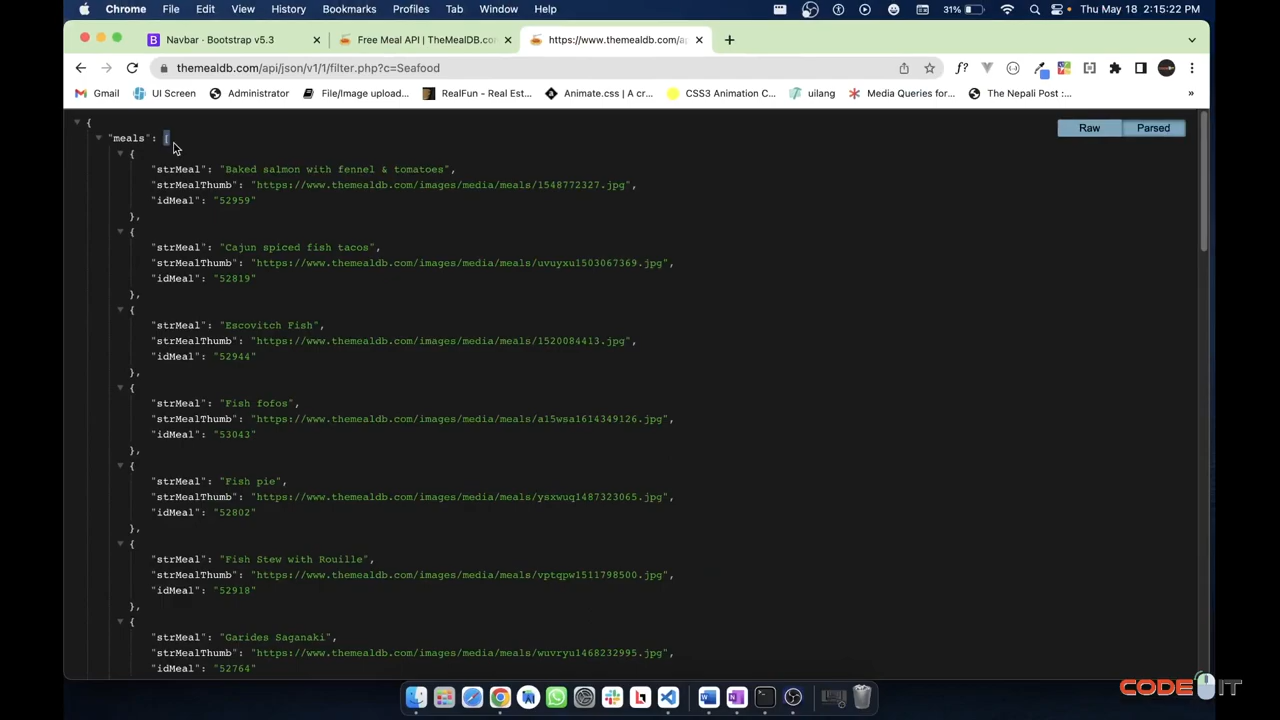 Chrome File Edit View History Bookmarks Profiles Tab Window Help 31% Thu May 18 2:15:22 PM
Navbar · Bootstrap v5.3 Free Meal API | TheMealDB.co https://www.themealdb.com/ap
themealdb.com/api/json/v1/1/filter.php?c=Seafood f?
Gmail UI Screen Administrator File/Image upload... RealFun - Real Est... Animate.css | A cr... CSS3 Animation C... uilang Media Queries for... The Nepali Post :... »
{
"meals": [
Raw Parsed
{
"strMeal": "Baked salmon with fennel & tomatoes",
"strMealThumb": "https://www.themealdb.com/images/media/meals/1548772327.jpg",
"idMeal": "52959"
},
{
"strMeal": "Cajun spiced fish tacos",
"strMealThumb": "https://www.themealdb.com/images/media/meals/uvuyxu1503067369.jpg",
"idMeal": "52819"
},
{
"strMeal": "Escovitch Fish",
"strMealThumb": "https://www.themealdb.com/images/media/meals/1520084413.jpg",
"idMeal": "52944"
},
{
"strMeal": "Fish fofos",
"strMealThumb": "https://www.themealdb.com/images/media/meals/a15wsa1614349126.jpg",
"idMeal": "53043"
},
{
"strMeal": "Fish pie",
"strMealThumb": "https://www.themealdb.com/images/media/meals/ysxwuq1487323065.jpg",
"idMeal": "52802"
},
{
"strMeal": "Fish Stew with Rouille",
"strMealThumb": "https://www.themealdb.com/images/media/meals/vptqpw1511798500.jpg",
"idMeal": "52918"
},
{
"strMeal": "Garides Saganaki",
"strMealThumb": "https://www.themealdb.com/images/media/meals/wuvryu1468232995.jpg",
"idMeal": "52764"
CODE IT